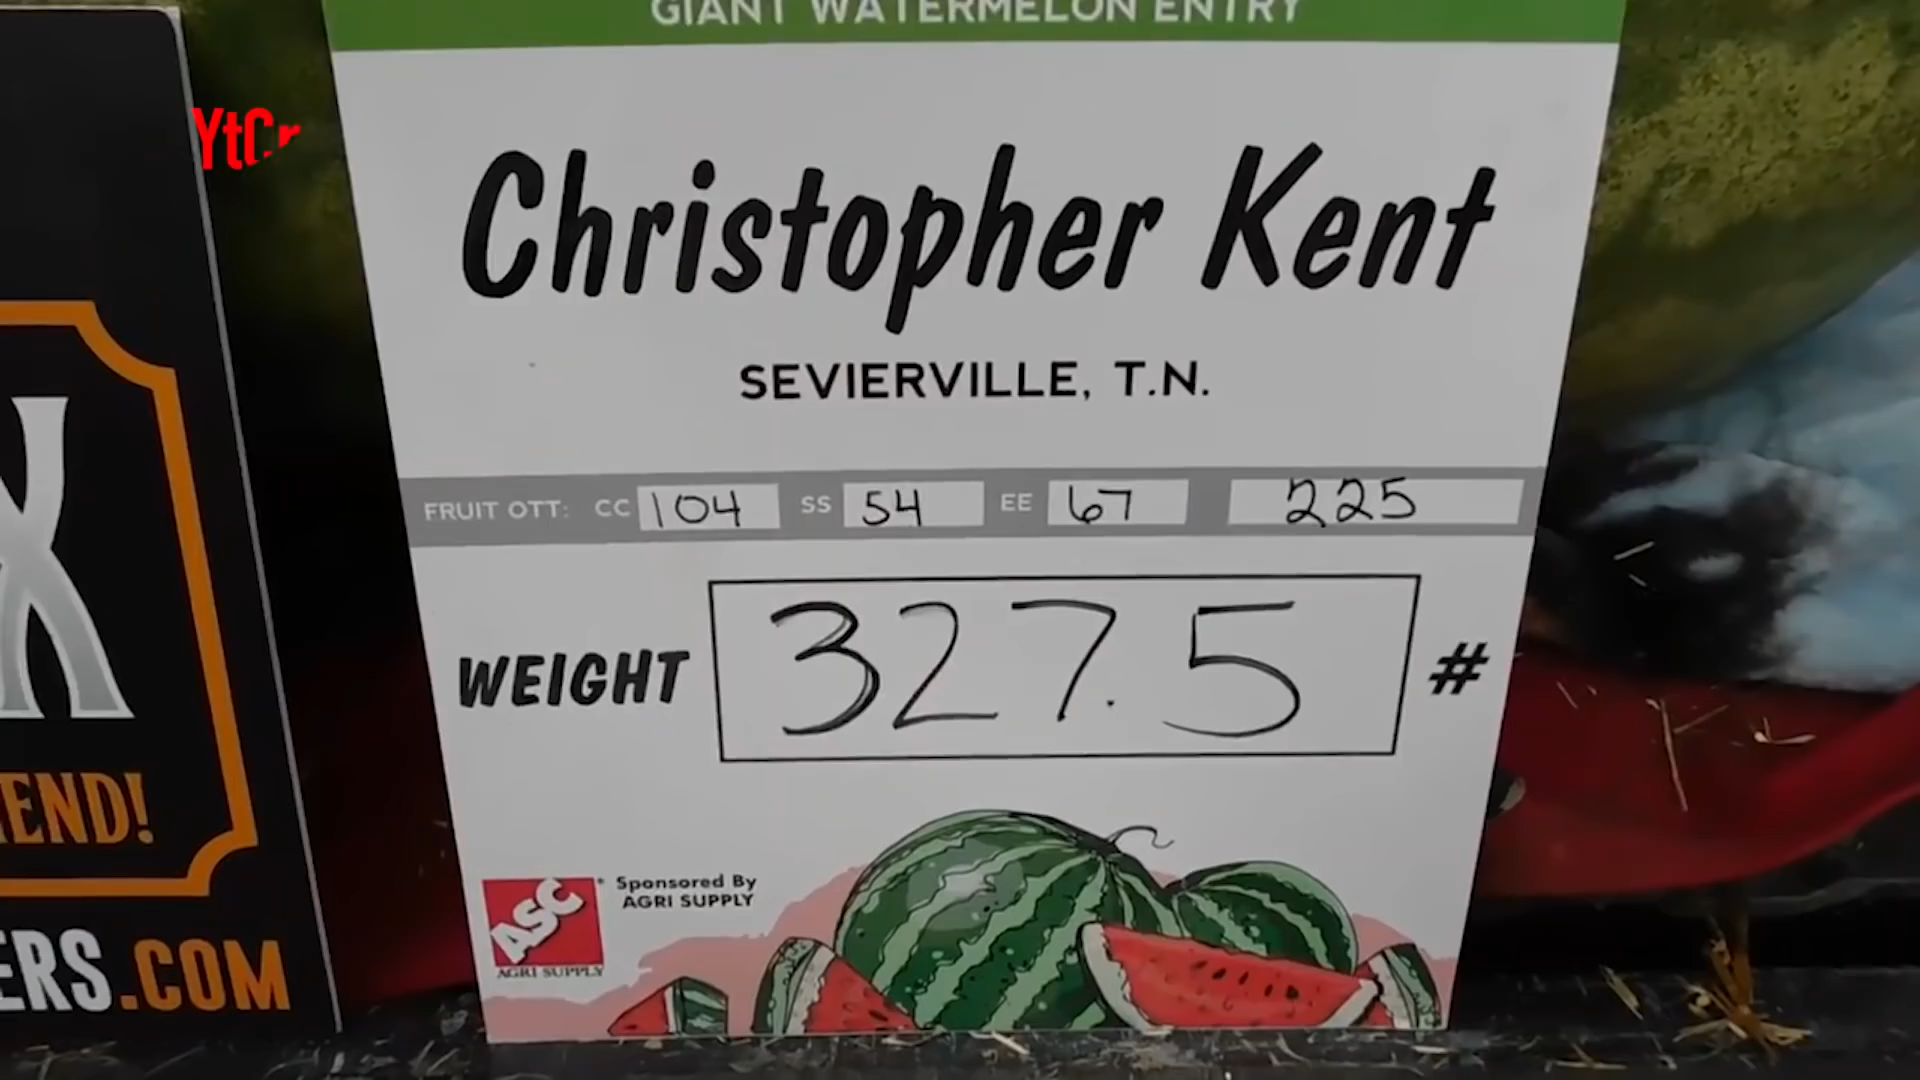 GIANT WATERMELON ENTRY
YtCr
Christopher Kent
SEVIERVILLE, T.N.
FRUIT OTT: CC 104 SS 54 EE 67 225
WEIGHT 327.5 #
X
END!
ERS.COM
ASC
AGRI SUPPLY
Sponsored By
AGRI SUPPLY